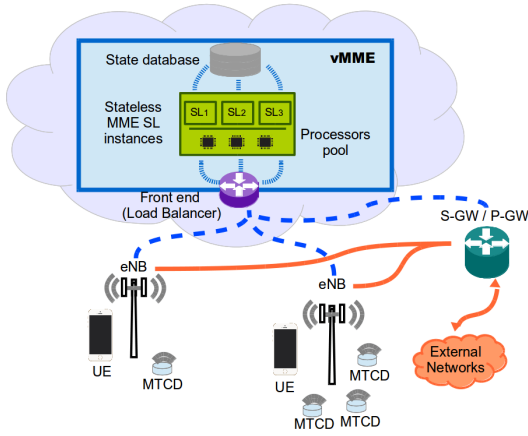 State database
vMME
Stateless
MME SL
instances
SL1
SL2
SL3
Processors
pool
Front end
(Load Balancer)
S-GW / P-GW
eNB
eNB
UE
MTCD
UE
MTCD
MTCD
MTCD
External
Networks